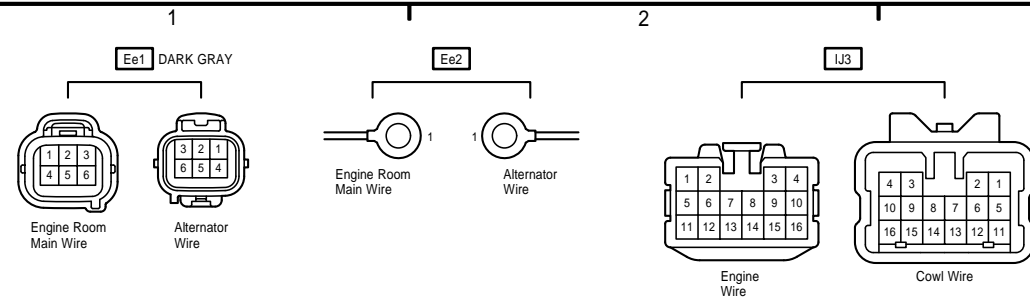 1 2
Ee1 DARK GRAY
Ee2
IJ3
1 2 3
4 5 6
Engine Room
Main Wire
3 2 1
6 5 4
Alternator
Wire
1
Engine Room
Main Wire
1
Alternator
Wire
1 2 3 4
5 6 7 8 9 10
11 12 13 14 15 16
Engine
Wire
4 3 2 1
10 9 8 7 6 5
16 15 14 13 12 11
Cowl Wire